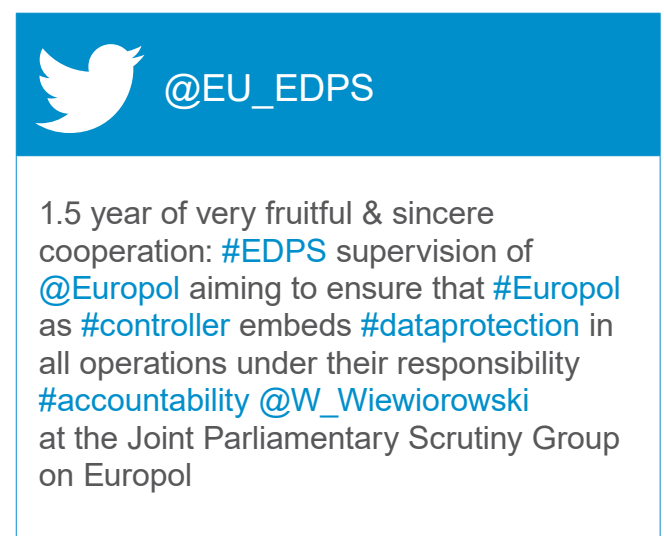 @EU_EDPS
1.5 year of very fruitful & sincere
cooperation: #EDPS supervision of
@Europol aiming to ensure that #Europol
as #controller embeds #dataprotection in
all operations under their responsibility
#accountability @W_Wiewiorowski
at the Joint Parliamentary Scrutiny Group
on Europol